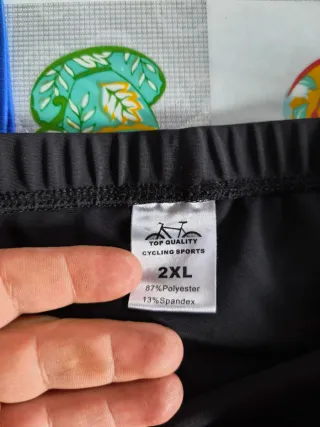 TOP QUALITY
CYCLING SPORTS
2XL
87%Polyester
13%Spandex